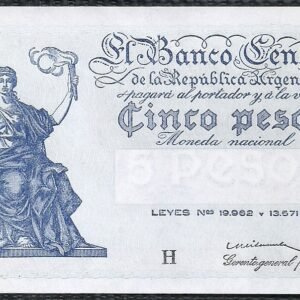 El Banco Cen
de la República Argen
pagará al portador y á la v
Cinco peso
Moneda nacional
LEYES Nos 19.962 y 13.571
H
Gerente general